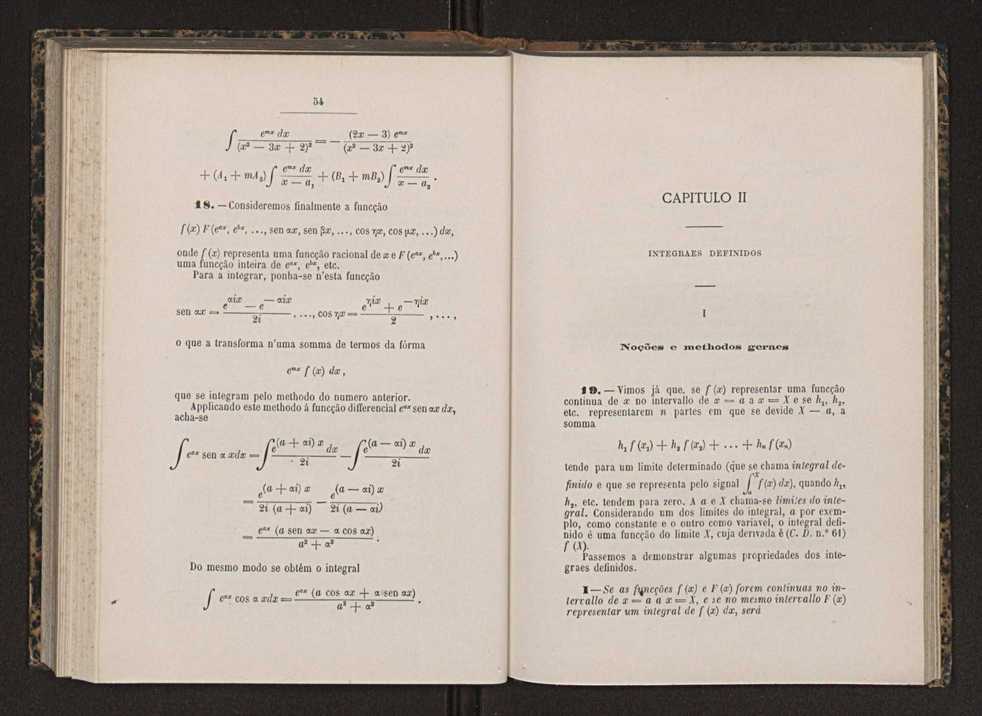 54
∫ e^{mx} dx / (x² — 3x + 2)² = — (2x — 3) e^{mx} / (x² — 3x + 2)²
+ (A₁ + mA₂) ∫ e^{mx} dx / x — a₁ + (B₁ + mB₂) ∫ e^{mx} dx / x — a₂ .
18. — Consideremos finalmente a funcção
f (x) F (e^{ax}, e^{bx}, ..., sen αx, sen βx, ..., cos ηx, cos μx, ...) dx,
onde f (x) representa uma funcção racional de x e F (e^{ax}, e^{bx},...)
uma funcção inteira de e^{ax}, e^{bx}, etc.
Para a integrar, ponha-se n'esta funcção
sen αx = e^{αix} — e^{—αix} / 2i , ..., cos ηx = e^{ηix} + e^{—ηix} / 2 , ...,
o que a transforma n'uma somma de termos da fórma
e^{mx} f (x) dx ,
que se integram pelo methodo do numero anterior.
Applicando este methodo á funcção differencial e^{ax} sen αx dx,
acha-se
∫ e^{ax} sen α xdx = ∫ e^{(a + αi) x} dx / 2i — ∫ e^{(a — αi) x} dx / 2i
= e^{(a + αi) x} / 2i (a + αi) — e^{(a — αi) x} / 2i (a — αi)
= e^{ax} (a sen αx — α cos αx) / a² + α² .
Do mesmo modo se obtêm o integral
∫ e^{ax} cos α xdx = e^{ax} (a cos αx + α sen αx) / a² + α² .
CAPITULO II
INTEGRAES DEFINIDOS
I
Noções e methodos geraes
19. — Vimos já que, se f (x) representar uma funcção
continua de x no intervallo de x = a a x = X e se h₁, h₂,
etc. representarem n partes em que se devide X — a, a
somma
h₁ f (x₁) + h₂ f (x₂) + ... + hₙ f (xₙ)
tende para um limite determinado (que se chama integral de-
finido e que se representa pelo signal ∫ₐ^X f (x) dx), quando h₁,
h₂, etc. tendem para zero. A a e X chama-se limites do inte-
gral. Considerando um dos limites do integral, a por exem-
plo, como constante e o outro como variavel, o integral defi-
nido é uma funcção do limite X, cuja derivada é (C. D. n.º 61)
f (X).
Passemos a demonstrar algumas propriedades dos inte-
graes definidos.
I — Se as funcções f (x) e F (x) forem continuas no in-
tervallo de x = a a x = X, e se no mesmo intervallo F (x)
representar um integral de f (x) dx, será